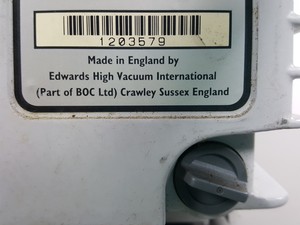 1203579
Made in England by
Edwards High Vacuum International
(Part of BOC Ltd) Crawley Sussex England